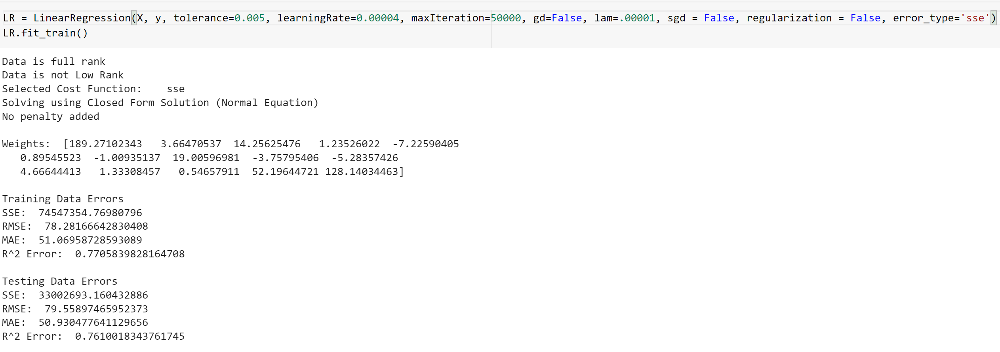 LR = LinearRegression(X, y, tolerance=0.005, learningRate=0.00004, maxIteration=50000, gd=False, lam=.00001, sgd = False, regularization = False, error_type='sse')
LR.fit_train()
Data is full rank
Data is not Low Rank
Selected Cost Function:    sse
Solving using Closed Form Solution (Normal Equation)
No penalty added
Weights:  [189.27102343   3.66470537  14.25625476   1.23526022  -7.22590405
   0.89545523  -1.00935137  19.00596981  -3.75795406  -5.28357426
   4.66644413   1.33308457   0.54657911  52.19644721 128.14034463]
Training Data Errors
SSE:  74547354.76980796
RMSE:  78.28166642830408
MAE:  51.06958728593089
R^2 Error:  0.7705839828164708
Testing Data Errors
SSE:  33002693.160432886
RMSE:  79.55897465952373
MAE:  50.930477641129656
R^2 Error:  0.7610018343761745